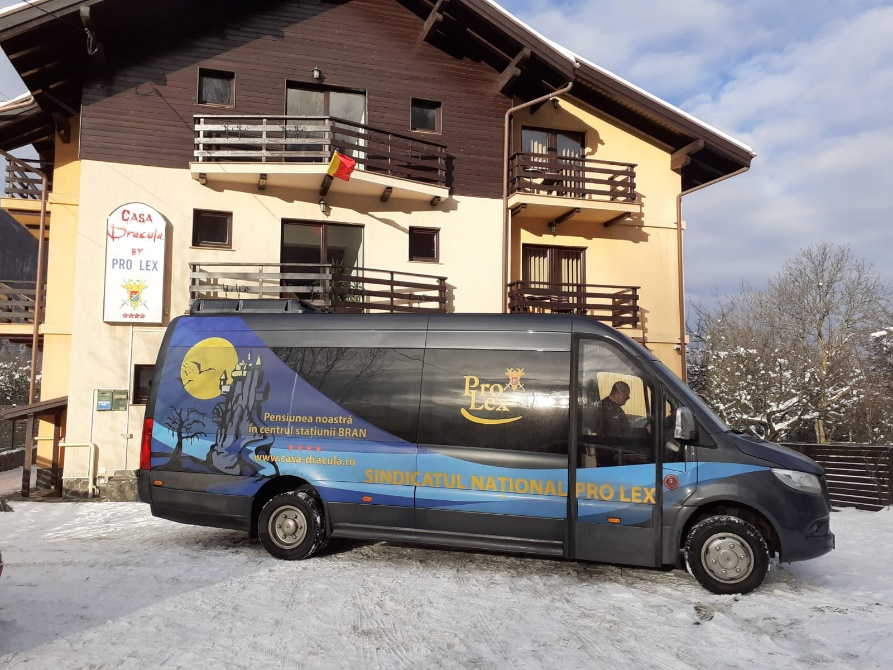 CASA
Dracula
BY
PRO LEX
Pro
Lex
Pensiunea noastră
în centrul stațiunii BRAN
www.casa-dracula.ro
SINDICATUL NAȚIONAL PRO LEX